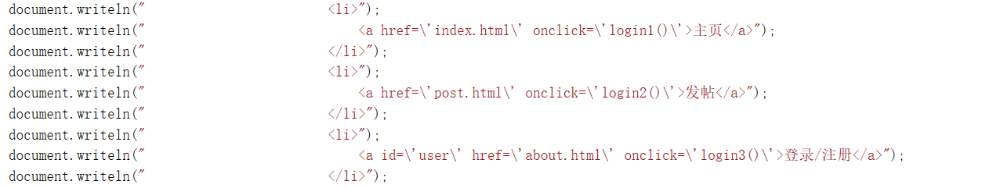 document.writeln("                        <li>");
document.writeln("                            <a href=\'index.html\' onclick=\'login1()\'>主页</a>");
document.writeln("                        </li>");
document.writeln("                        <li>");
document.writeln("                            <a href=\'post.html\' onclick=\'login2()\'>发帖</a>");
document.writeln("                        </li>");
document.writeln("                        <li>");
document.writeln("                            <a id=\'user\' href=\'about.html\' onclick=\'login3()\'>登录/注册</a>");
document.writeln("                        </li>");